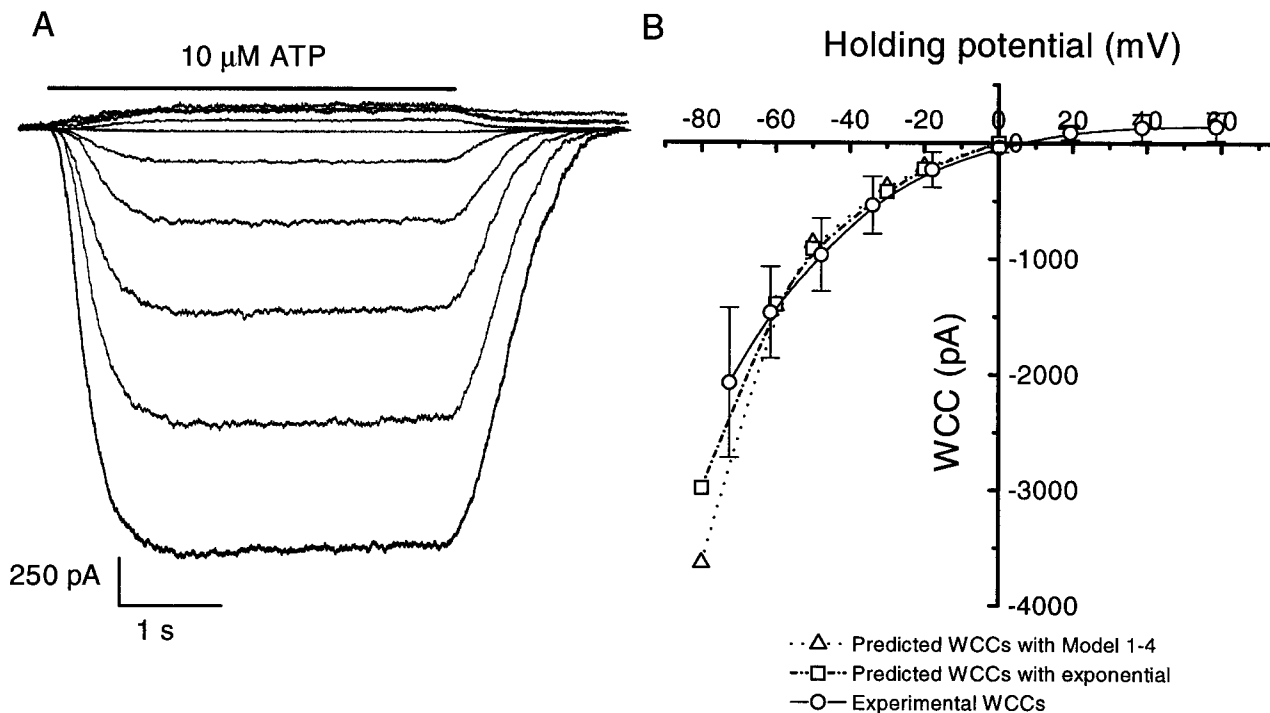 A
10 µM ATP
250 pA
1 s
B
Holding potential (mV)
-80 -60 -40 -20 0 20 40 60
0
-1000
-2000
-3000
-4000
WCC (pA)
Predicted WCCs with Model 1-4
Predicted WCCs with exponential
Experimental WCCs